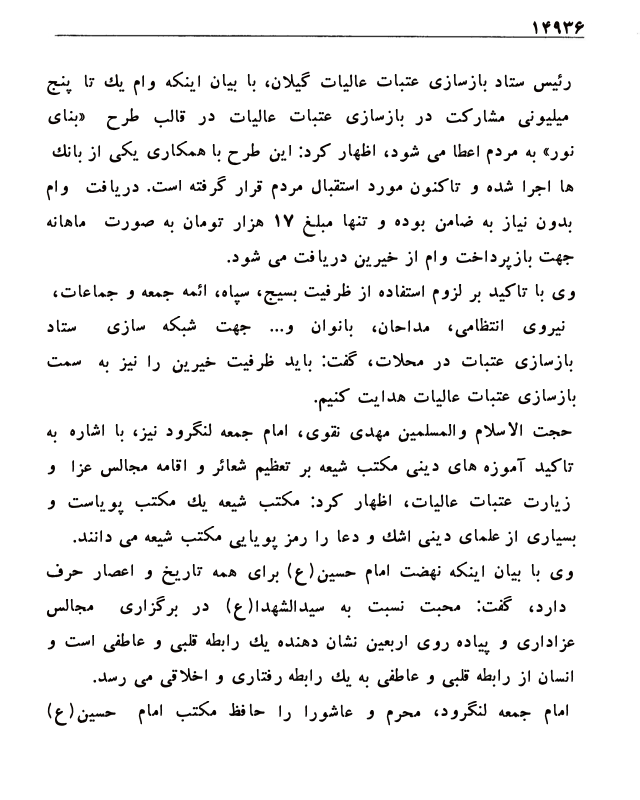 ۱۴۹۳۶
رئیس ستاد بازسازی عتبات عالیات گیلان، با بیان اینکه وام یك تا پنج
میلیونی مشارکت در بازسازی عتبات عالیات در قالب طرح «بنای
نور» به مردم اعطا می شود، اظهار کرد: این طرح با همکاری یکی از بانك
ها اجرا شده و تاکنون مورد استقبال مردم قرار گرفته است. دریافت وام
بدون نیاز به ضامن بوده و تنها مبلغ ۱۷ هزار تومان به صورت ماهانه
جهت بازپرداخت وام از خیرین دریافت می شود.
وی با تاکید بر لزوم استفاده از ظرفیت بسیج، سپاه، ائمه جمعه و جماعات،
نیروی انتظامی، مداحان، بانوان و... جهت شبکه سازی ستاد
بازسازی عتبات در محلات، گفت: باید ظرفیت خیرین را نیز به سمت
بازسازی عتبات عالیات هدایت کنیم.
حجت الاسلام والمسلمین مهدی نقوی، امام جمعه لنگرود نیز، با اشاره به
تاکید آموزه های دینی مکتب شیعه بر تعظیم شعائر و اقامه مجالس عزا و
زیارت عتبات عالیات، اظهار کرد: مکتب شیعه یك مکتب پویاست و
بسیاری از علمای دینی اشك و دعا را رمز پویایی مکتب شیعه می دانند.
وی با بیان اینکه نهضت امام حسین(ع) برای همه تاریخ و اعصار حرف
دارد، گفت: محبت نسبت به سیدالشهدا(ع) در برگزاری مجالس
عزاداری و پیاده روی اربعین نشان دهنده یك رابطه قلبی و عاطفی است و
انسان از رابطه قلبی و عاطفی به یك رابطه رفتاری و اخلاقی می رسد.
امام جمعه لنگرود، محرم و عاشورا را حافظ مکتب امام حسین(ع)